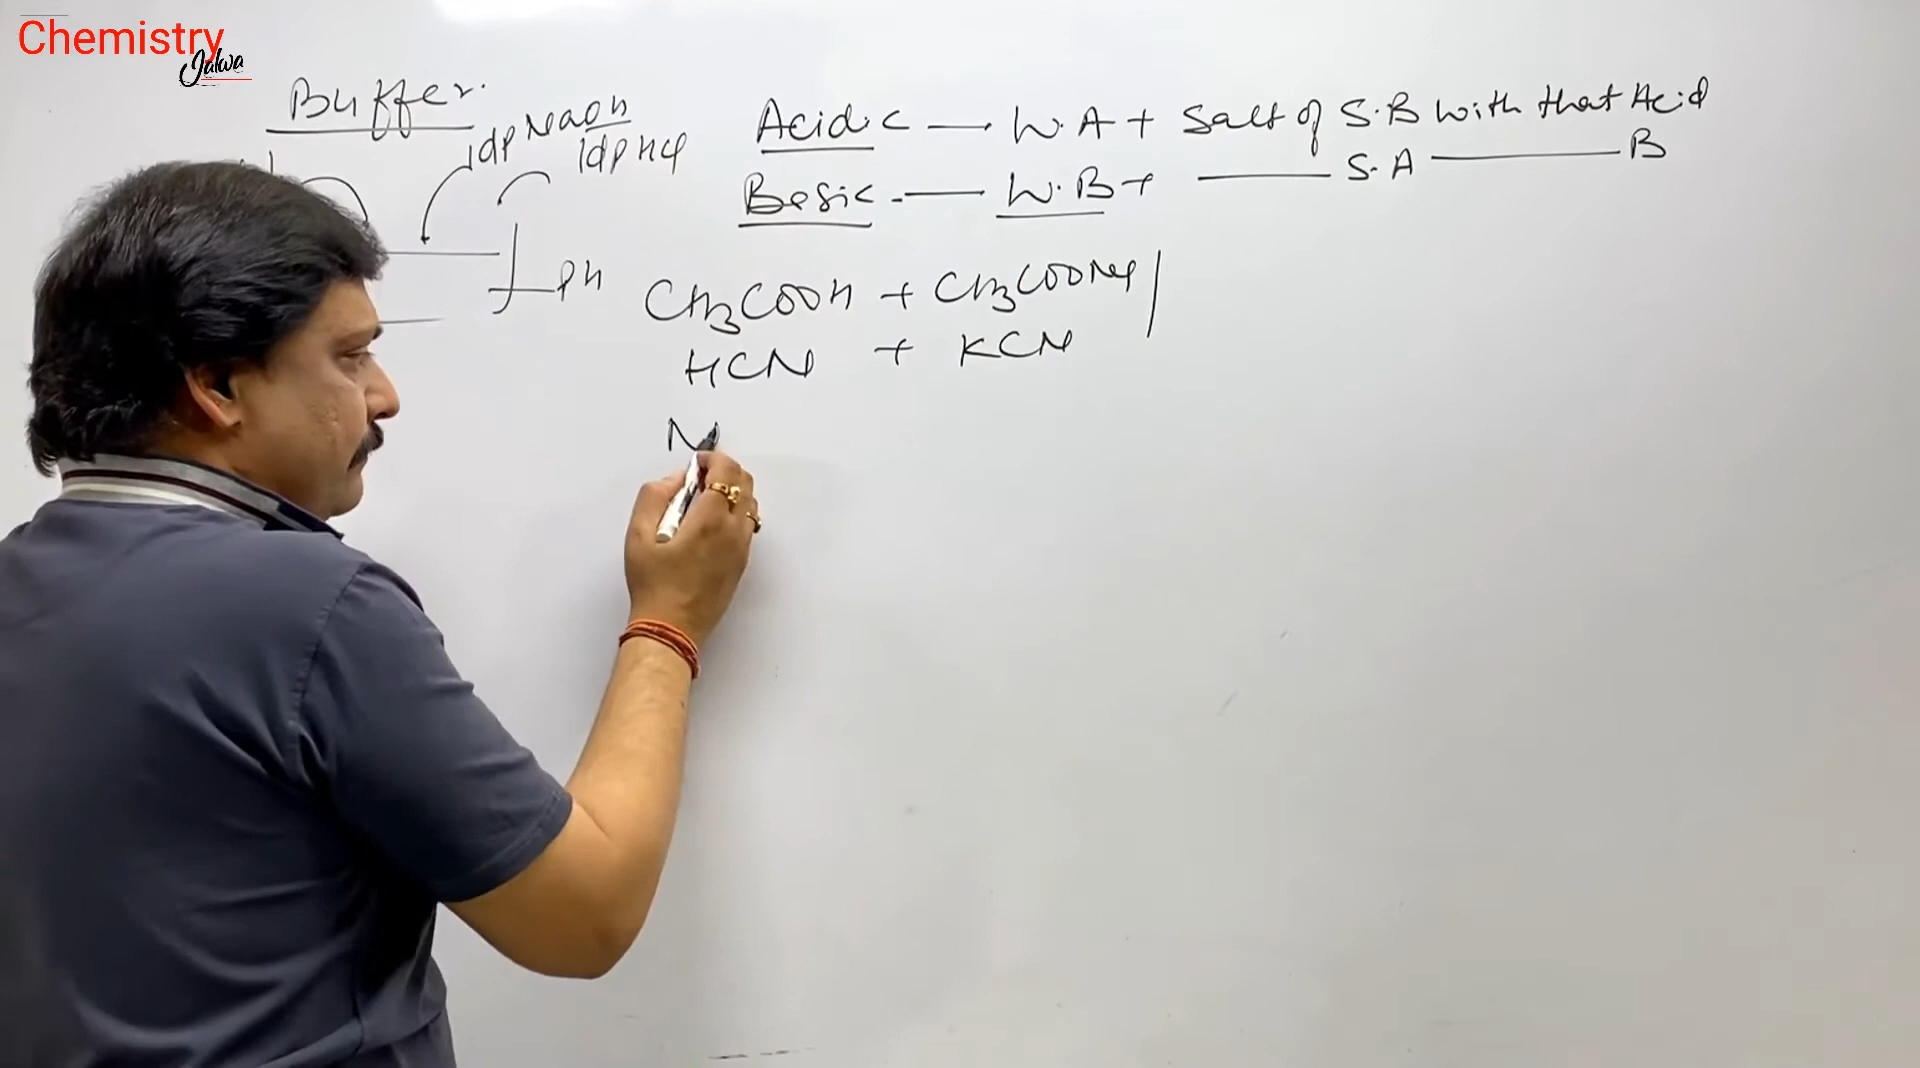 Chemistry
Jalwa
Buffer.
1dp NaOH
1dp HCl
PH
Acidic — W.A + Salt of S.B with that Acid
Basic — W.B + —— S.A —— B
CH3COOH + CH3COONa /
HCN + KCN
N